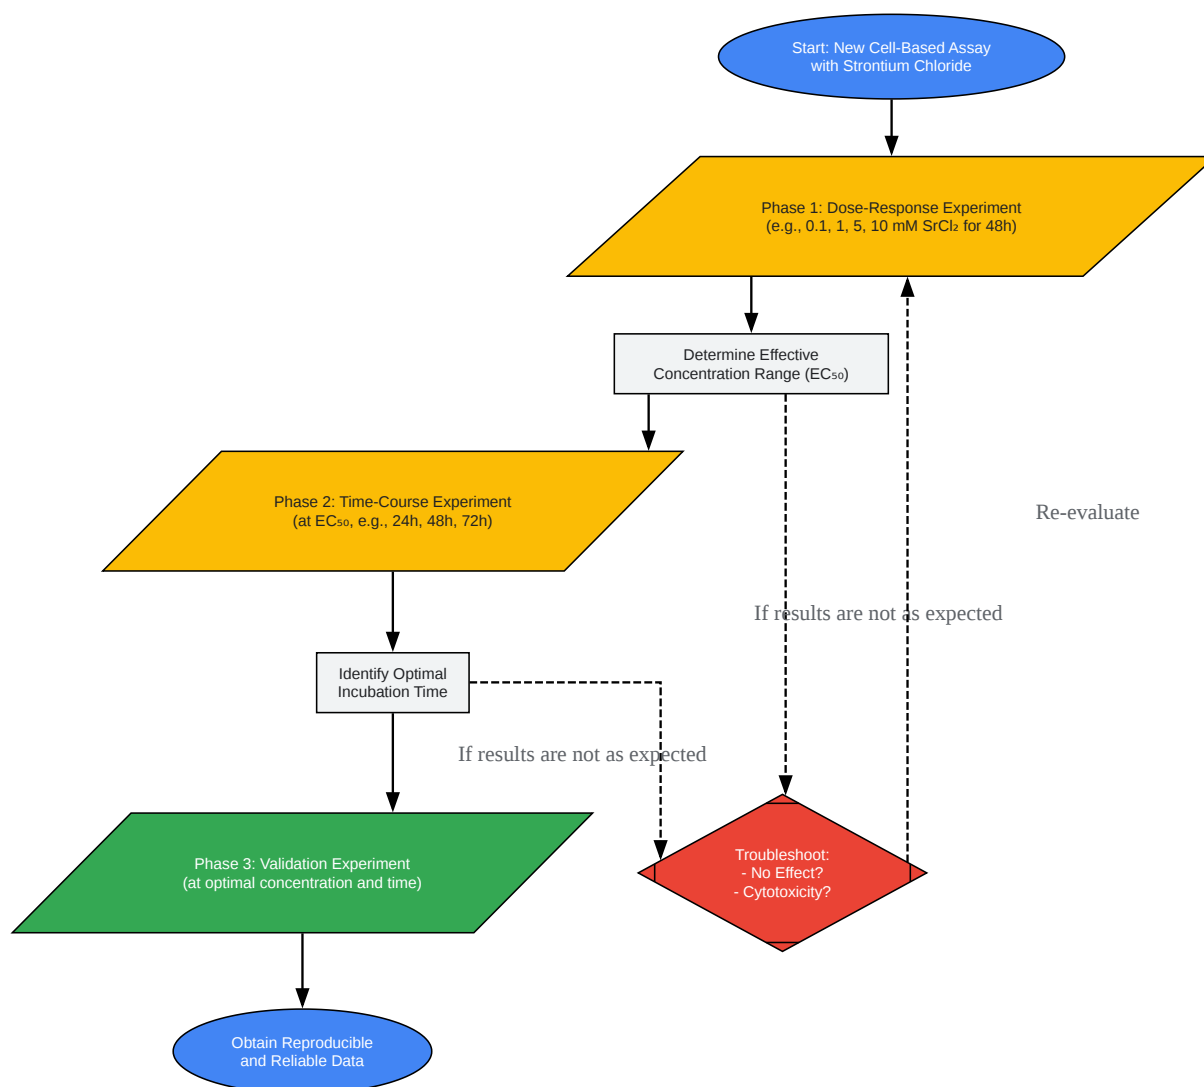 Start: New Cell-Based Assay
with Strontium Chloride
Phase 1: Dose-Response Experiment
(e.g., 0.1, 1, 5, 10 mM SrCl₂ for 48h)
Determine Effective
Concentration Range (EC₅₀)
Phase 2: Time-Course Experiment
(at EC₅₀, e.g., 24h, 48h, 72h)
Re-evaluate
If results are not as expected
Identify Optimal
Incubation Time
If results are not as expected
Phase 3: Validation Experiment
(at optimal concentration and time)
Troubleshoot:
- No Effect?
- Cytotoxicity?
Obtain Reproducible
and Reliable Data